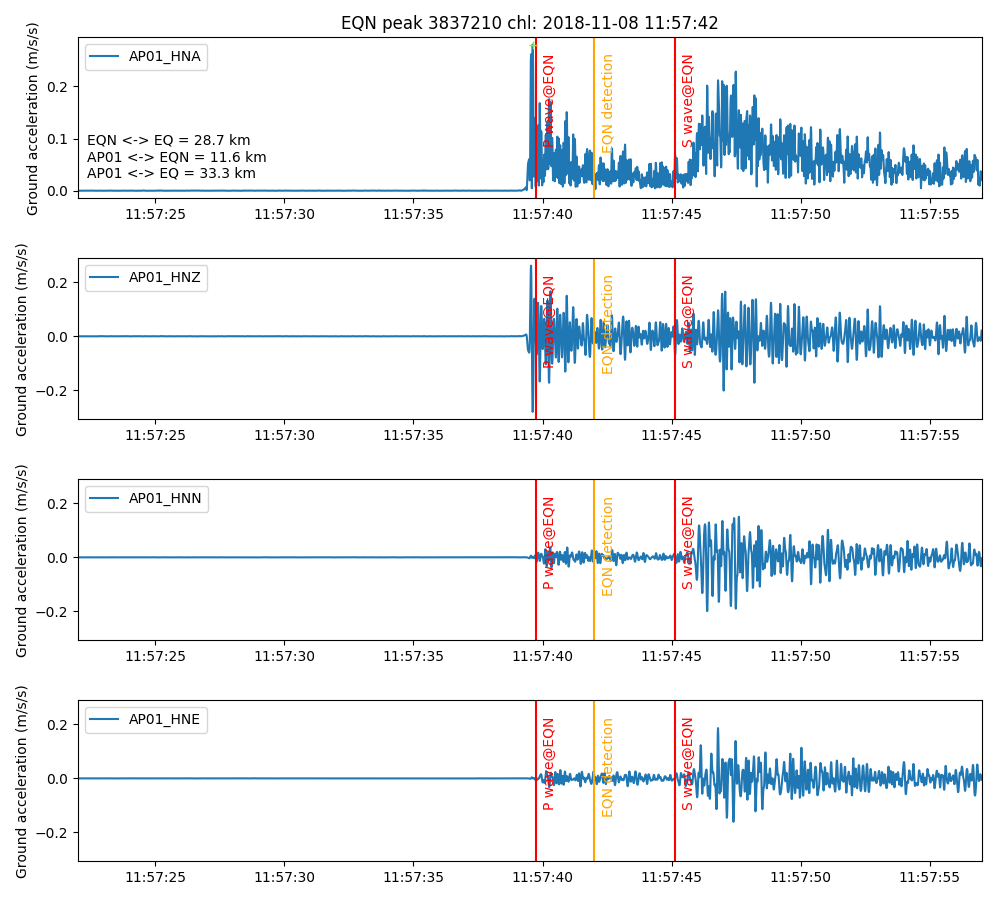 EQN peak 3837210 chl: 2018-11-08 11:57:42
Ground acceleration (m/s/s)
AP01_HNA
0.2
0.1
0.0
EQN <-> EQ = 28.7 km
AP01 <-> EQN = 11.6 km
AP01 <-> EQ = 33.3 km
P wave@EQN
EQN detection
S wave@EQN
11:57:25 11:57:30 11:57:35 11:57:40 11:57:45 11:57:50 11:57:55
Ground acceleration (m/s/s)
AP01_HNZ
0.2
0.0
−0.2
P wave@EQN
EQN detection
S wave@EQN
11:57:25 11:57:30 11:57:35 11:57:40 11:57:45 11:57:50 11:57:55
Ground acceleration (m/s/s)
AP01_HNN
0.2
0.0
−0.2
P wave@EQN
EQN detection
S wave@EQN
11:57:25 11:57:30 11:57:35 11:57:40 11:57:45 11:57:50 11:57:55
Ground acceleration (m/s/s)
AP01_HNE
0.2
0.0
−0.2
P wave@EQN
EQN detection
S wave@EQN
11:57:25 11:57:30 11:57:35 11:57:40 11:57:45 11:57:50 11:57:55